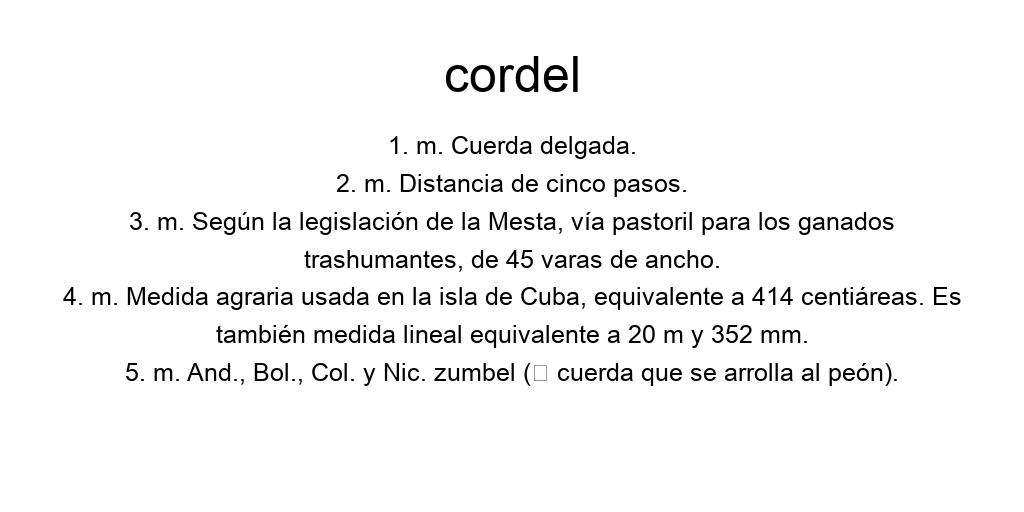 cordel
1. m. Cuerda delgada.
2. m. Distancia de cinco pasos.
3. m. Según la legislación de la Mesta, vía pastoril para los ganados
trashumantes, de 45 varas de ancho.
4. m. Medida agraria usada en la isla de Cuba, equivalente a 414 centiáreas. Es
también medida lineal equivalente a 20 m y 352 mm.
5. m. And., Bol., Col. y Nic. zumbel (□ cuerda que se arrolla al peón).